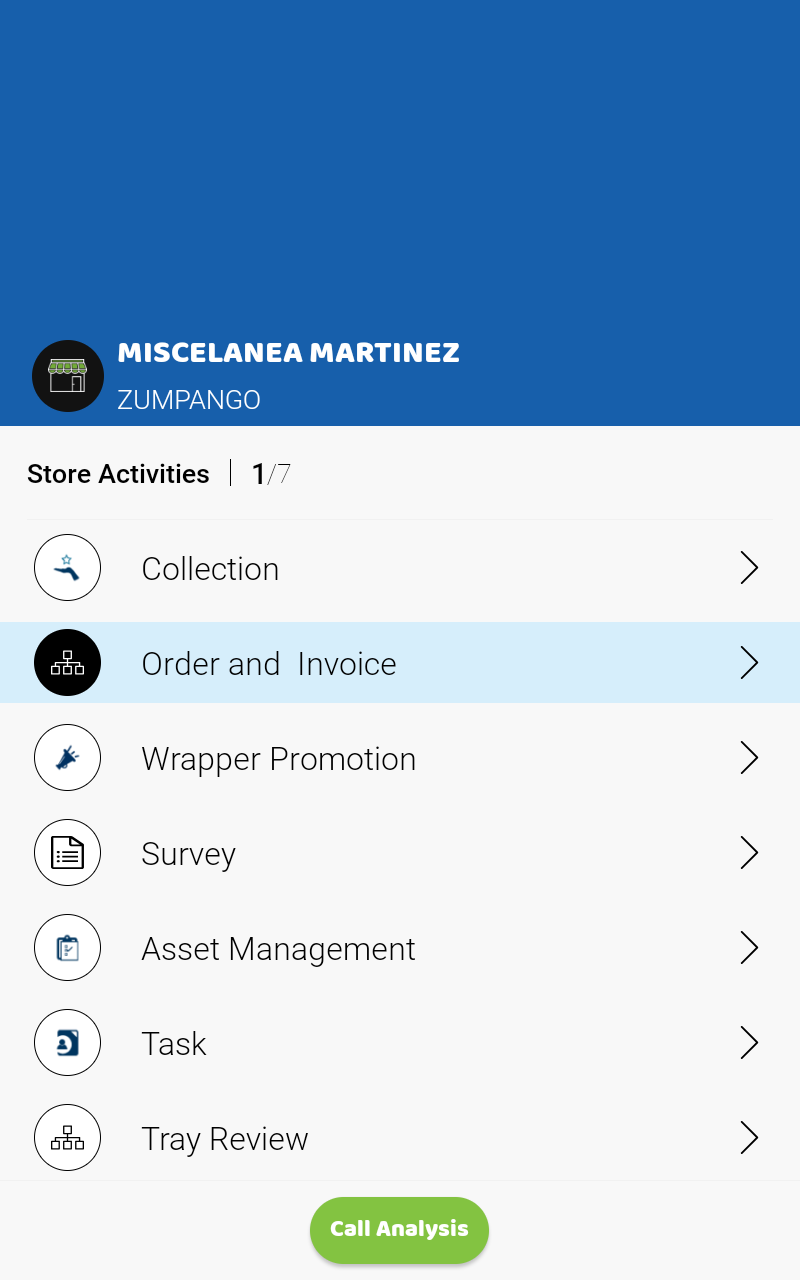 MISCELANEA MARTINEZ
ZUMPANGO
Store Activities | 1/7
Collection
Order and  Invoice
Wrapper Promotion
Survey
Asset Management
Task
Tray Review
Call Analysis